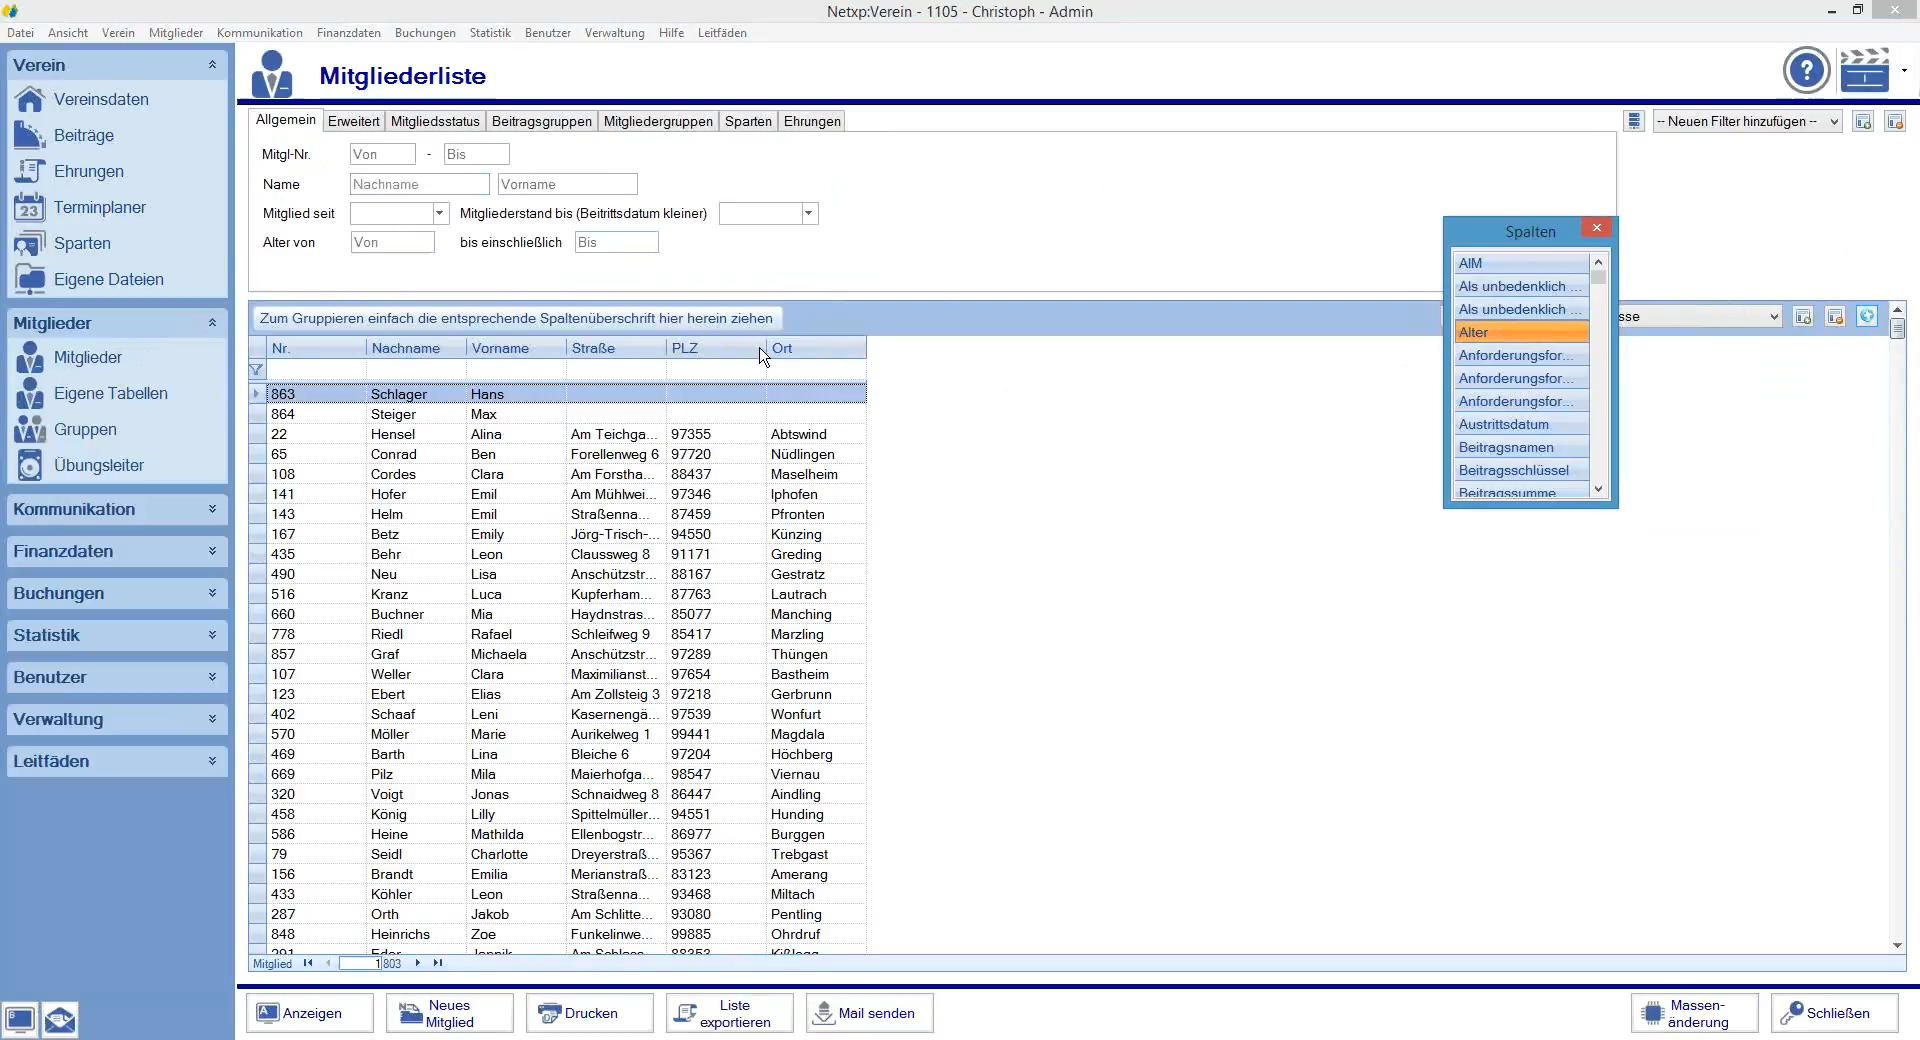 Netxp:Verein - 1105 - Christoph - Admin
Datei Ansicht Verein Mitglieder Kommunikation Finanzdaten Buchungen Statistik Benutzer Verwaltung Hilfe Leitfäden
Verein
Vereinsdaten
Beiträge
Ehrungen
23 Terminplaner
Sparten
Eigene Dateien
Mitglieder
Mitglieder
Eigene Tabellen
Gruppen
Übungsleiter
Kommunikation
Finanzdaten
Buchungen
Statistik
Benutzer
Verwaltung
Leitfäden
Mitgliederliste
?
Allgemein Erweitert Mitgliedsstatus Beitragsgruppen Mitgliedergruppen Sparten Ehrungen
-- Neuen Filter hinzufügen --
Mitgl-Nr. Von - Bis
Name Nachname Vorname
Mitglied seit Mitgliederstand bis (Beitrittsdatum kleiner)
Alter von Von bis einschließlich Bis
Spalten
AIM
Als unbedenklich ...
Als unbedenklich ...
Alter
Anforderungsfor...
Anforderungsfor...
Anforderungsfor...
Austrittsdatum
Beitragsnamen
Beitragsschlüssel
Beitragssumme
sse
Zum Gruppieren einfach die entsprechende Spaltenüberschrift hier herein ziehen
Nr. Nachname Vorname Straße PLZ Ort
863 Schlager Hans
864 Steiger Max
22 Hensel Alina Am Teichga... 97355 Abtswind
65 Conrad Ben Forellenweg 6 97720 Nüdlingen
108 Cordes Clara Am Forstha... 88437 Maselheim
141 Hofer Emil Am Mühlwei... 97346 Iphofen
143 Helm Emil Straßenna... 87459 Pfronten
167 Betz Emily Jörg-Trisch-... 94550 Künzing
435 Behr Leon Claussweg 8 91171 Greding
490 Neu Lisa Anschützstr... 88167 Gestratz
516 Kranz Luca Kupferham... 87763 Lautrach
660 Buchner Mia Haydnstras... 85077 Manching
778 Riedl Rafael Schleifweg 9 85417 Marzling
857 Graf Michaela Anschützstr... 97289 Thüngen
107 Weller Clara Maximilianst... 97654 Bastheim
123 Ebert Elias Am Zollsteig 3 97218 Gerbrunn
402 Schaaf Leni Kasernengä... 97539 Wonfurt
570 Möller Marie Aurikelweg 1 99441 Magdala
469 Barth Lina Bleiche 6 97204 Höchberg
669 Pilz Mila Maierhofga... 98547 Viernau
320 Voigt Jonas Schnaidweg 8 86447 Aindling
458 König Lilly Spittelmüller... 94551 Hunding
586 Heine Mathilda Ellenbogstr... 86977 Burggen
79 Seidl Charlotte Dreyerstraß... 95367 Trebgast
156 Brandt Emilia Merianstraß... 83123 Amerang
433 Köhler Leon Straßenna... 93468 Miltach
287 Orth Jakob Am Schlitte... 93080 Pentling
848 Heinrichs Zoe Funkelinwe... 99885 Ohrdruf
Mitglied 1 803
Anzeigen
Neues Mitglied
Drucken
Liste exportieren
Mail senden
Massen-
änderung
Schließen